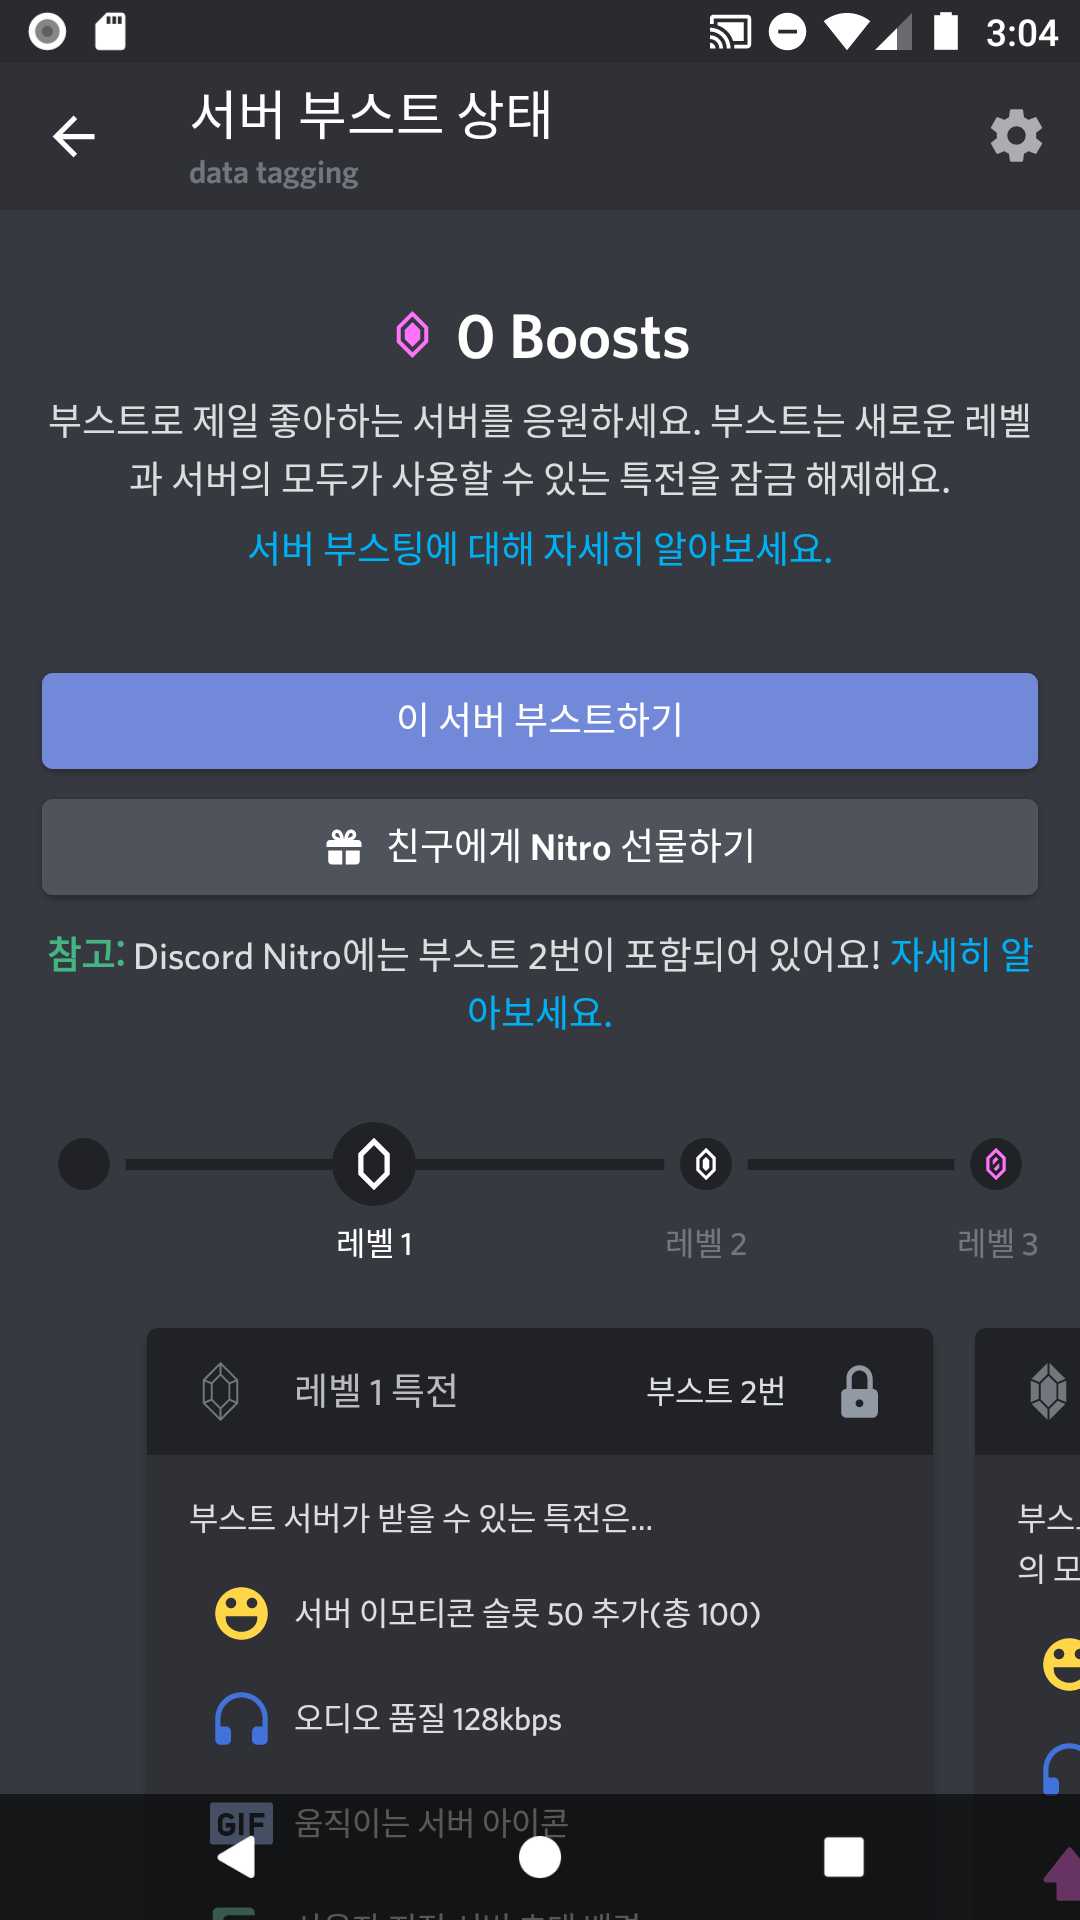 3:04
서버 부스트 상태
data tagging
0 Boosts
부스트로 제일 좋아하는 서버를 응원하세요. 부스트는 새로운 레벨
과 서버의 모두가 사용할 수 있는 특전을 잠금 해제해요.
서버 부스팅에 대해 자세히 알아보세요.
이 서버 부스트하기
친구에게 Nitro 선물하기
참고: Discord Nitro에는 부스트 2번이 포함되어 있어요! 자세히 알
아보세요.
레벨 1
레벨 2
레벨 3
레벨 1 특전
부스트 2번
부스트 서버가 받을 수 있는 특전은...
부스
의 모
서버 이모티콘 슬롯 50 추가(총 100)
오디오 품질 128kbps
GIF 움직이는 서버 아이콘